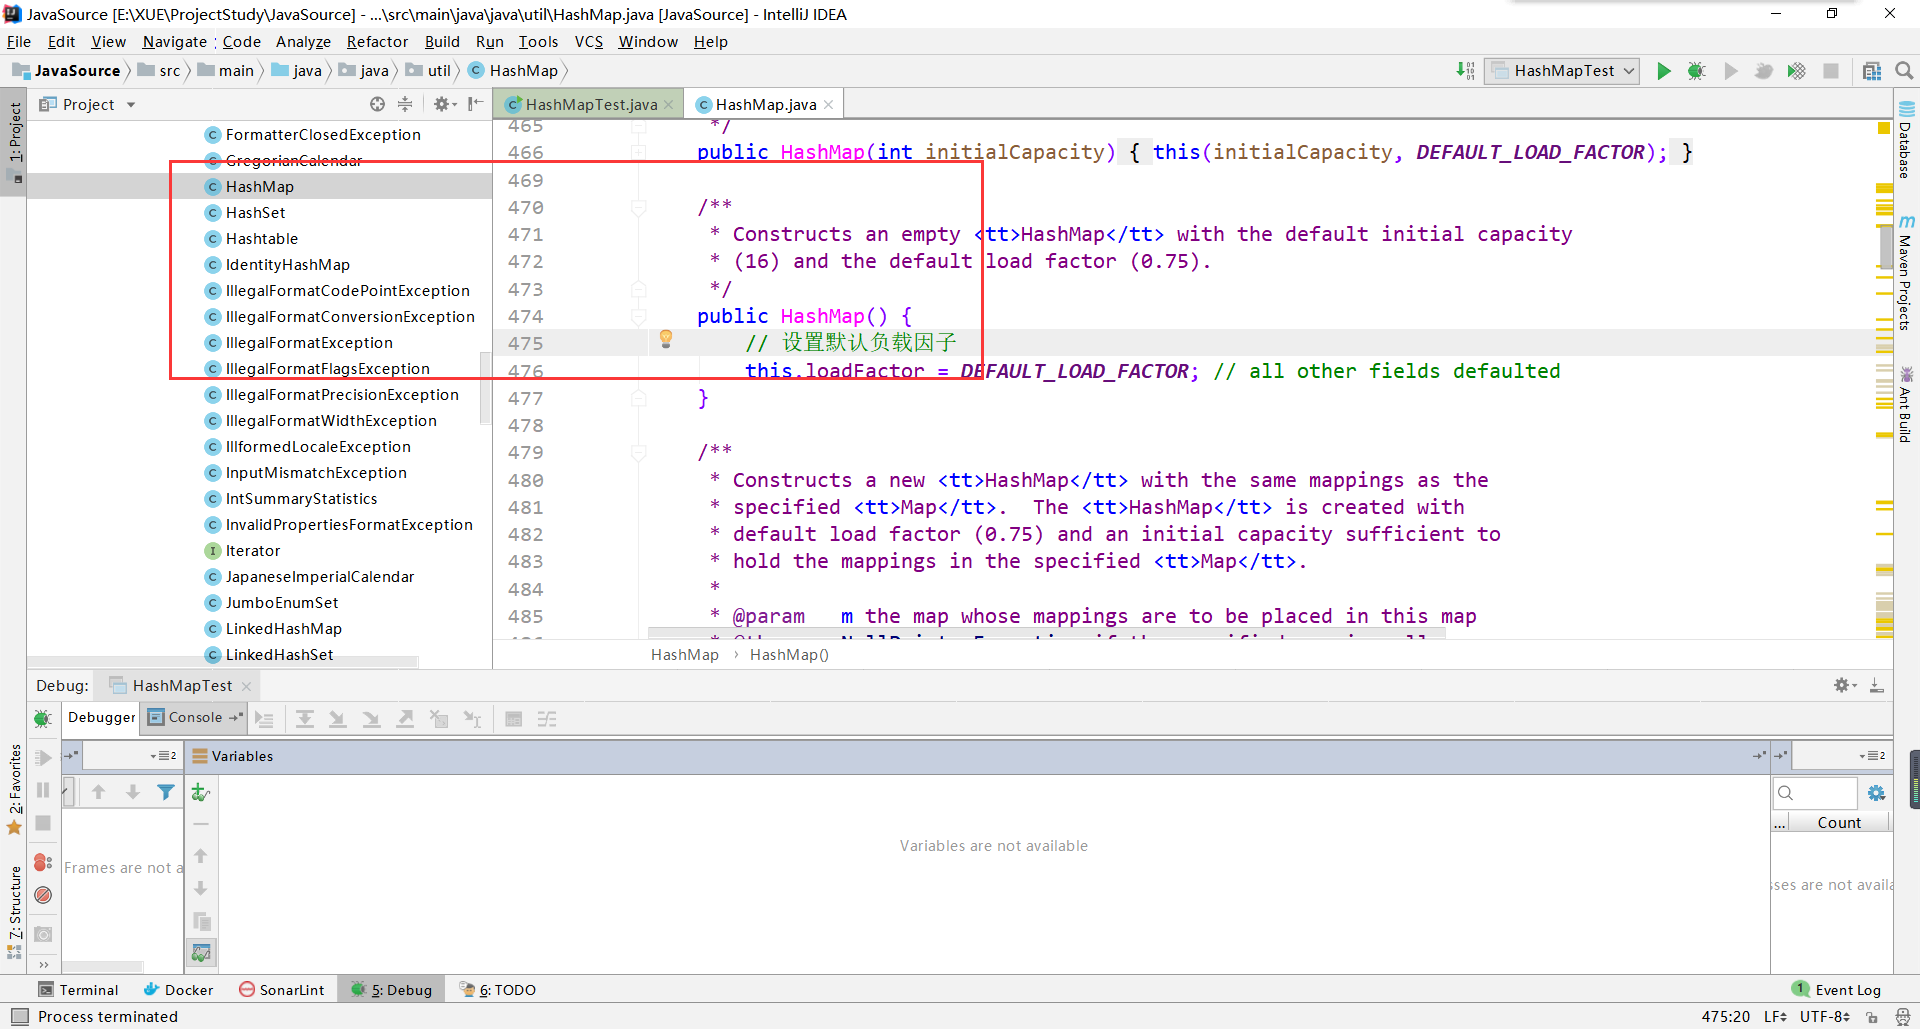 JavaSource [E:\XUE\ProjectStudy\JavaSource] - ...\src\main\java\java\util\HashMap.java [JavaSource] - IntelliJ IDEA
File Edit View Navigate Code Analyze Refactor Build Run Tools VCS Window Help
JavaSource src main java java util HashMap
HashMapTest
1: Project
Project
HashMapTest.java
HashMap.java
FormatterClosedException
GregorianCalendar
HashMap
HashSet
Hashtable
IdentityHashMap
IllegalFormatCodePointException
IllegalFormatConversionException
IllegalFormatException
IllegalFormatFlagsException
IllegalFormatPrecisionException
IllegalFormatWidthException
IllformedLocaleException
InputMismatchException
IntSummaryStatistics
InvalidPropertiesFormatException
Iterator
JapaneseImperialCalendar
JumboEnumSet
LinkedHashMap
LinkedHashSet
465 */
466 public HashMap(int initialCapacity) { this(initialCapacity, DEFAULT_LOAD_FACTOR); }
469
470 /**
471 * Constructs an empty <tt>HashMap</tt> with the default initial capacity
472 * (16) and the default load factor (0.75).
473 */
474 public HashMap() {
475 // 设置默认负载因子
476 this.loadFactor = DEFAULT_LOAD_FACTOR; // all other fields defaulted
477 }
478
479 /**
480 * Constructs a new <tt>HashMap</tt> with the same mappings as the
481 * specified <tt>Map</tt>.  The <tt>HashMap</tt> is created with
482 * default load factor (0.75) and an initial capacity sufficient to
483 * hold the mappings in the specified <tt>Map</tt>.
484 *
485 * @param   m the map whose mappings are to be placed in this map
HashMap › HashMap()
Database
Maven Projects
Ant Build
Debug: HashMapTest
Debugger Console
Variables
2: Favorites
7: Structure
Frames are not a
Variables are not available
... Count
sses are not availa
Terminal Docker SonarLint 5: Debug 6: TODO
1 Event Log
Process terminated
475:20 LF UTF-8